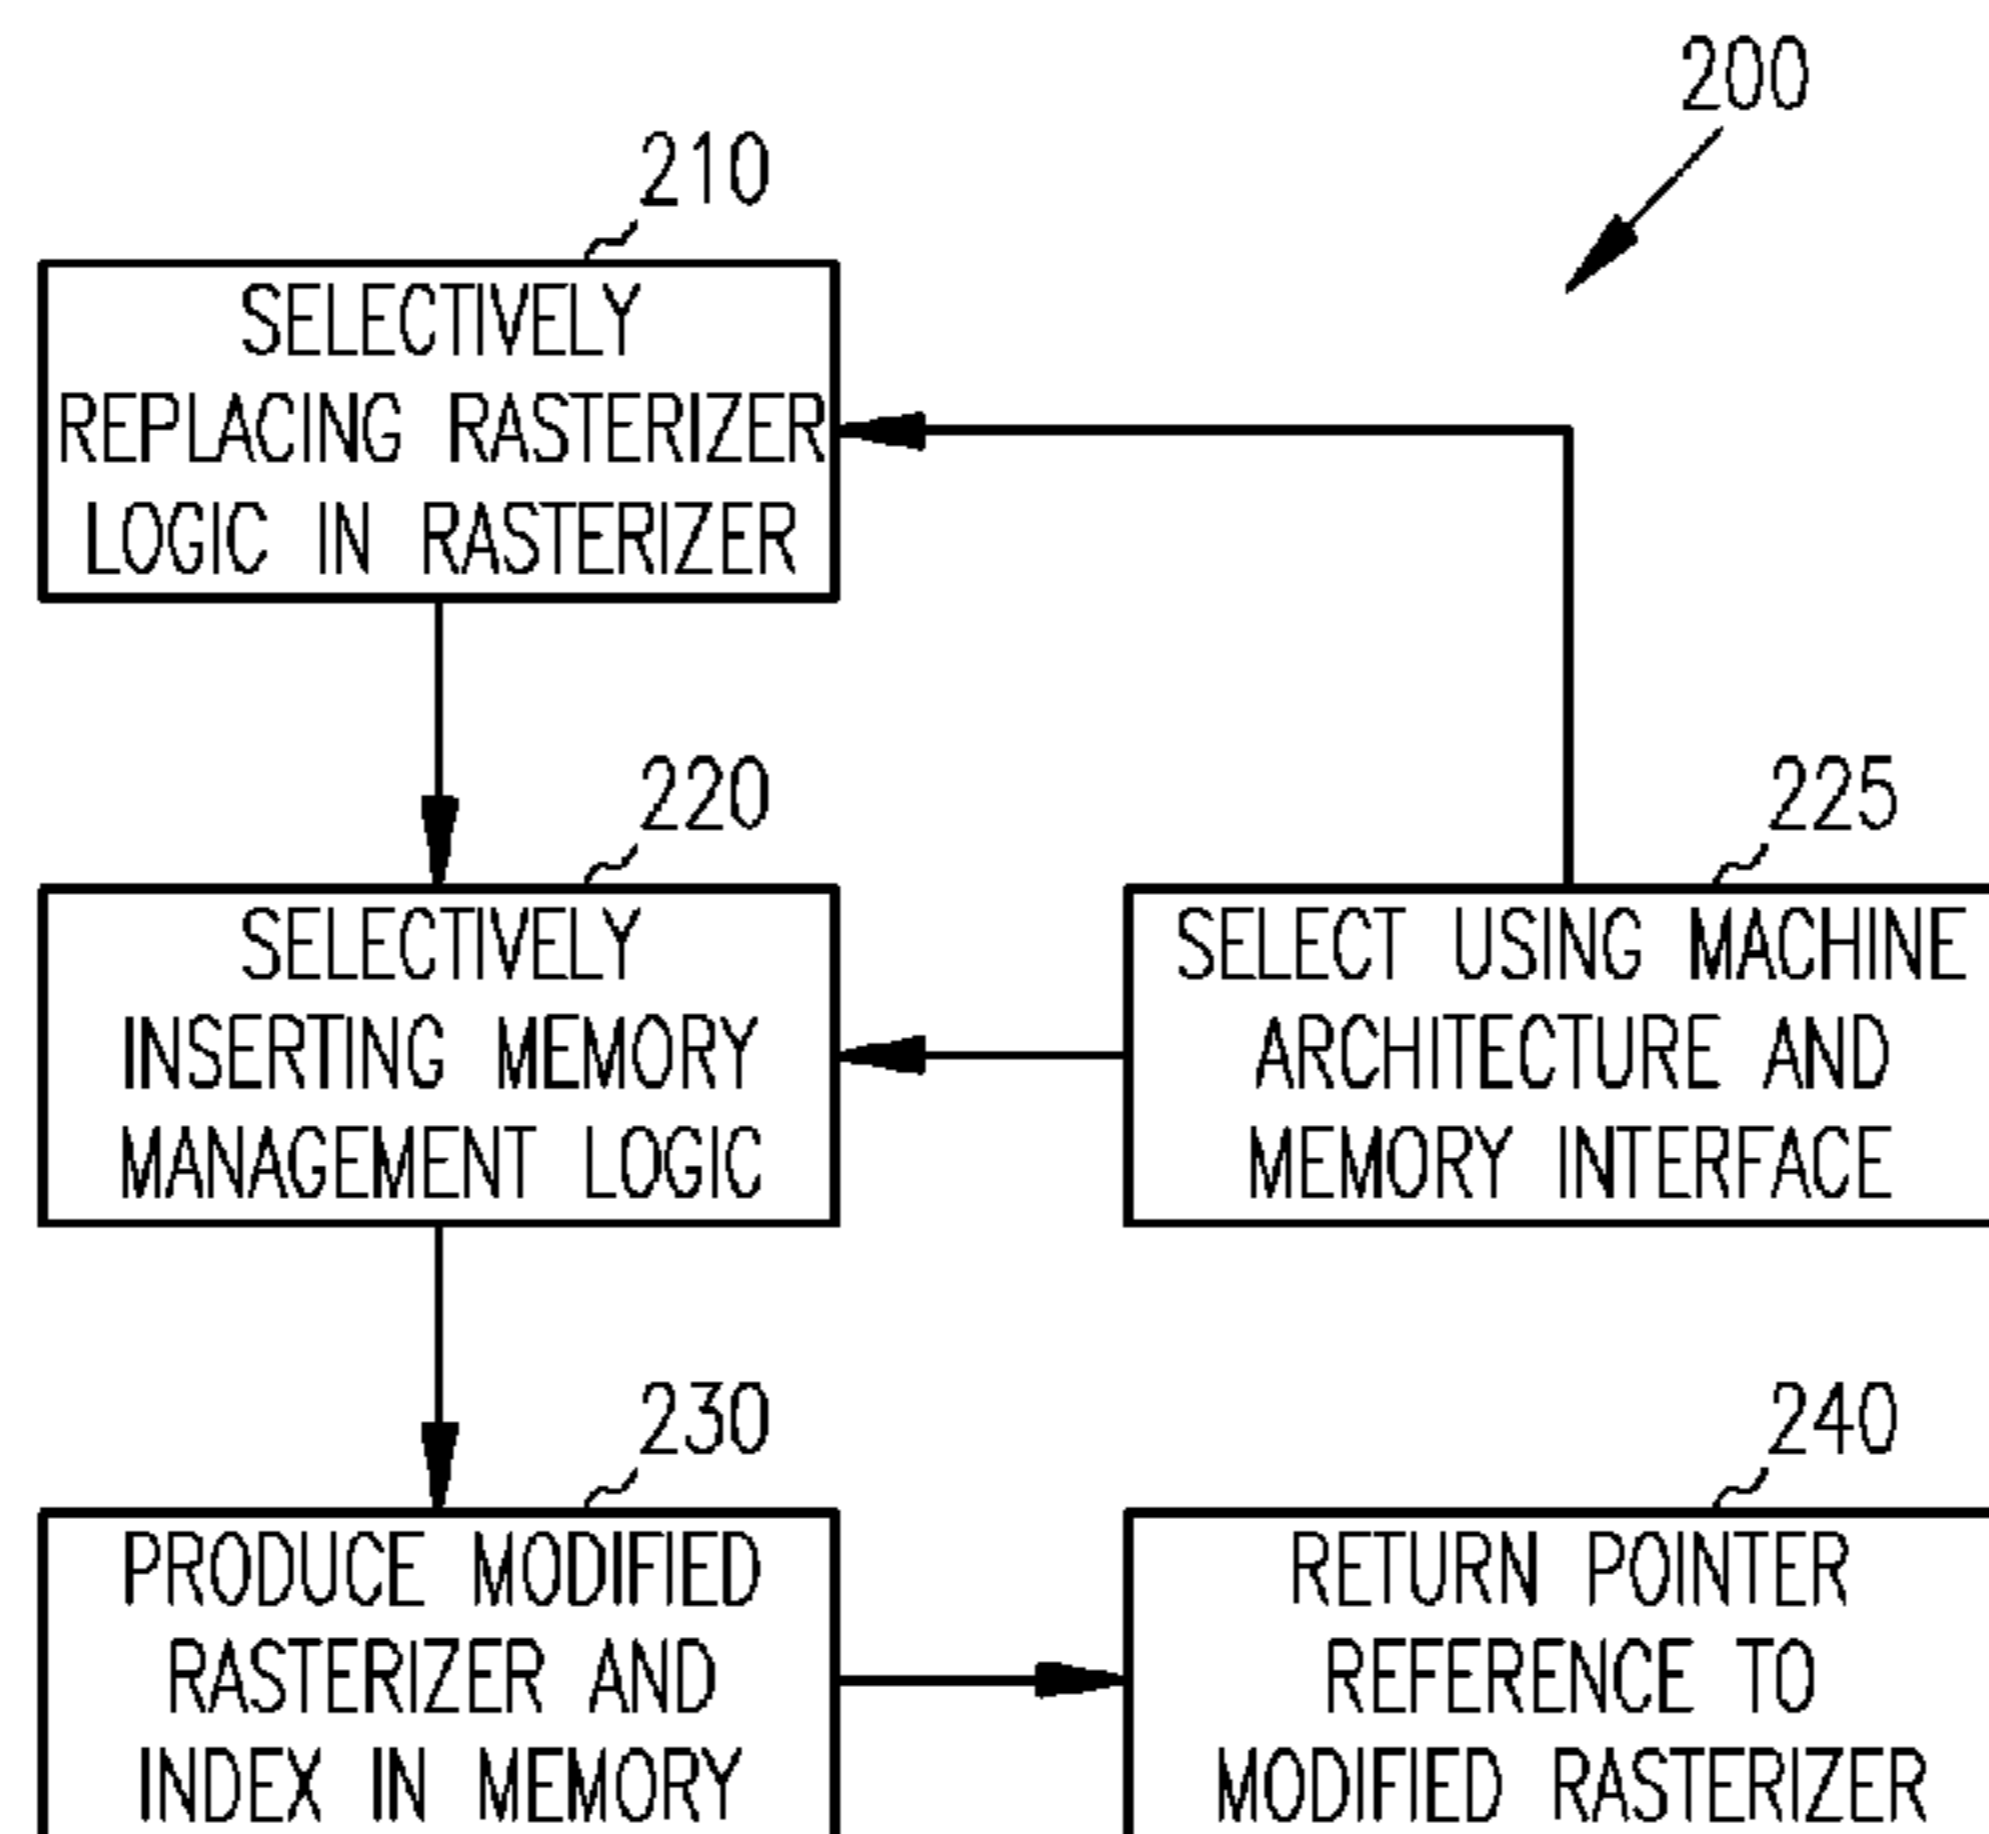 200
210
SELECTIVELY
REPLACING RASTERIZER
LOGIC IN RASTERIZER
220
SELECTIVELY
INSERTING MEMORY
MANAGEMENT LOGIC
225
SELECT USING MACHINE
ARCHITECTURE AND
MEMORY INTERFACE
230
PRODUCE MODIFIED
RASTERIZER AND
INDEX IN MEMORY
240
RETURN POINTER
REFERENCE TO
MODIFIED RASTERIZER